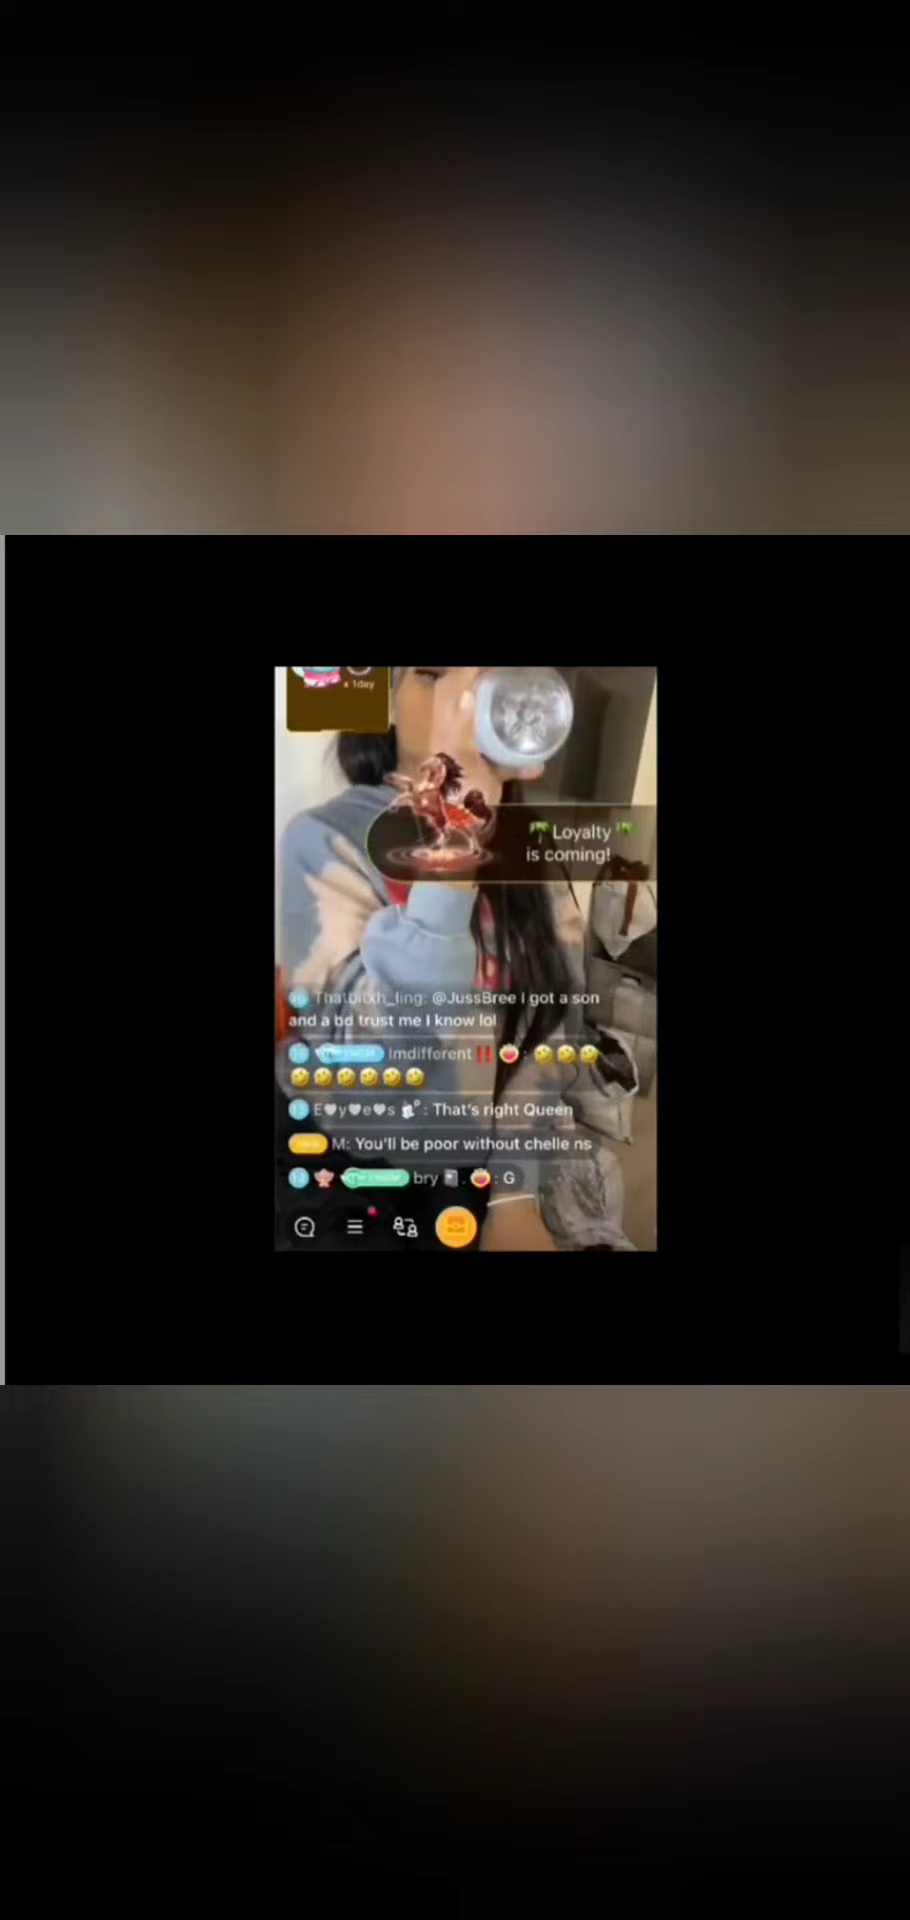 x 1day
🌴 Loyalty 🌴
is coming!
Thatbitxh_ling: @JussBree I got a son
and a bd trust me I know lol
Imdifferent‼️ : 🤣🤣🤣
🤣🤣🤣🤣🤣🤣
E🖤y🖤e🖤s : That's right Queen
M: You'll be poor without chelle ns
bry . : G